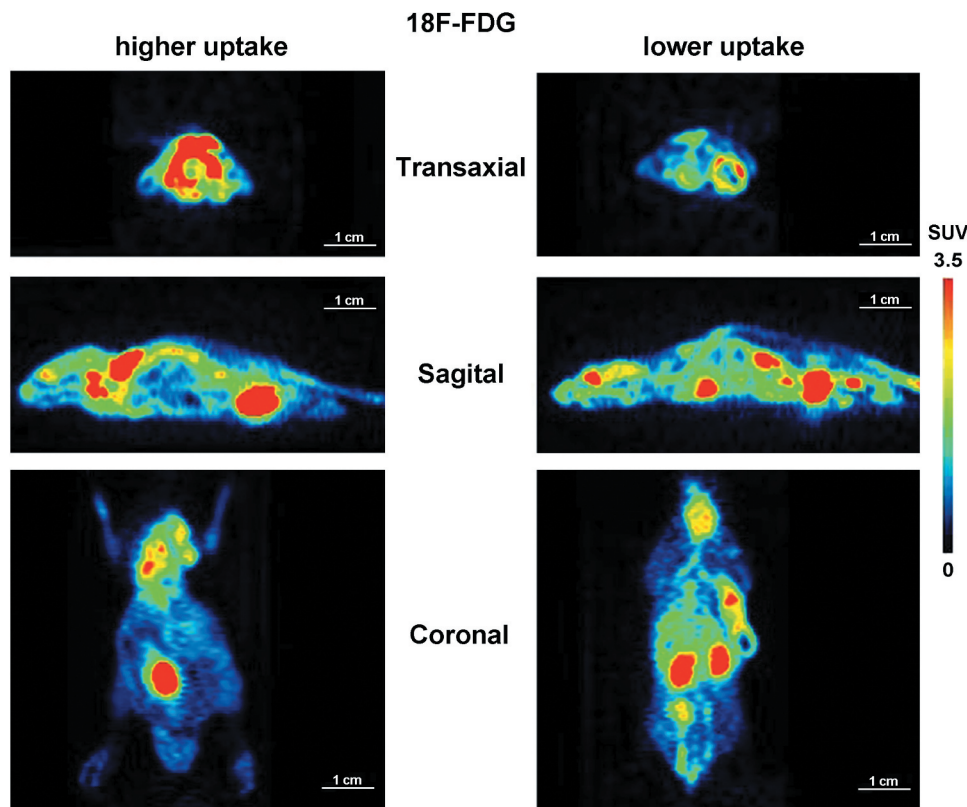 18F-FDG
higher uptake
lower uptake
1 cm
Transaxial
1 cm
SUV
3.5
1 cm
Sagital
1 cm
0
Coronal
1 cm
1 cm